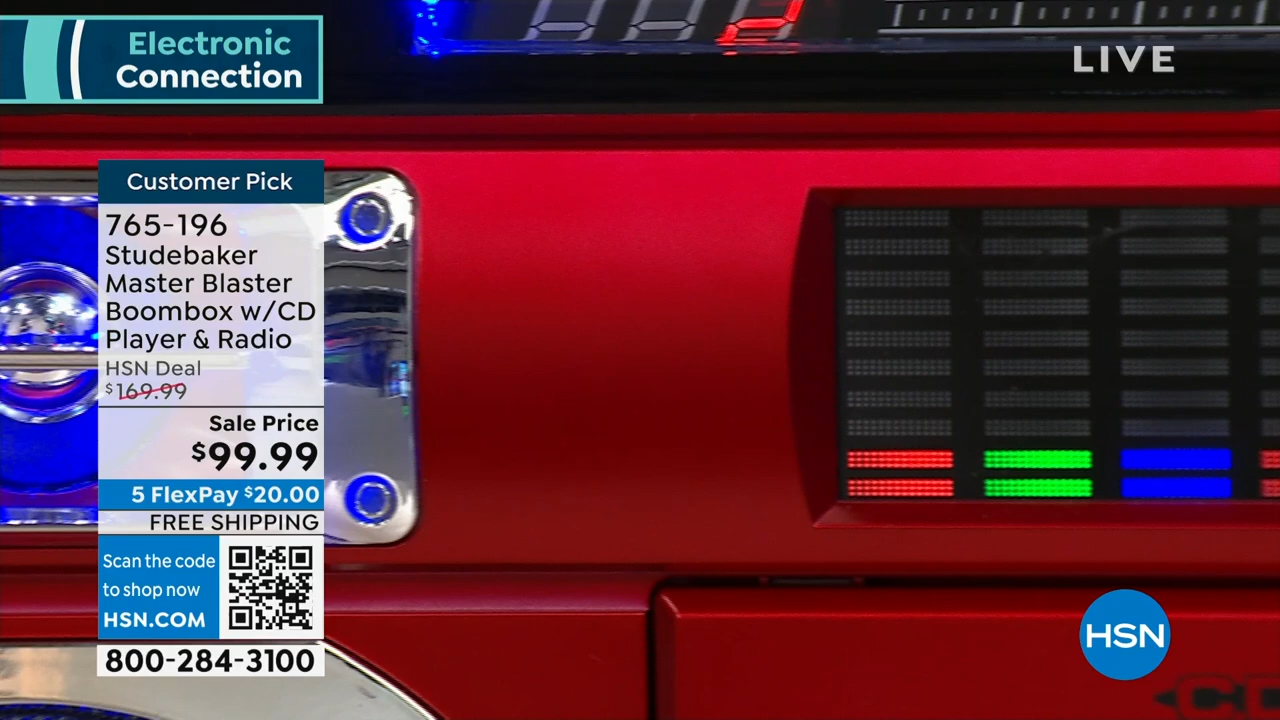 Electronic
Connection
LIVE
Customer Pick
765-196
Studebaker
Master Blaster
Boombox w/CD
Player & Radio
HSN Deal
$169.99
Sale Price
$99.99
5 FlexPay $20.00
FREE SHIPPING
Scan the code
to shop now
HSN.COM
800-284-3100
HSN
CD